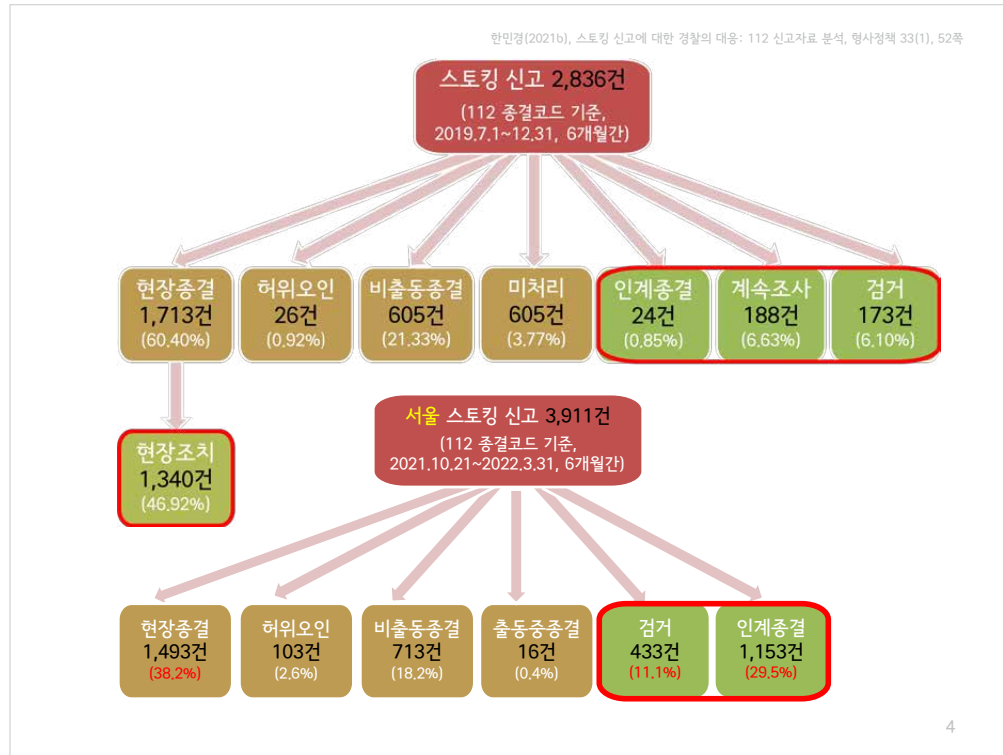 한민경(2021b), 스토킹 신고에 대한 경찰의 대응: 112 신고자료 분석, 형사정책 33(1), 52쪽
스토킹 신고 2,836건
(112 종결코드 기준,
2019.7.1~12.31, 6개월간)
현장종결
1,713건
(60.40%)
허위오인
26건
(0.92%)
비출동종결
605건
(21.33%)
미처리
605건
(3.77%)
인계종결
24건
(0.85%)
계속조사
188건
(6.63%)
검거
173건
(6.10%)
현장조치
1,340건
(46.92%)
서울 스토킹 신고 3,911건
(112 종결코드 기준,
2021.10.21~2022.3.31, 6개월간)
현장종결
1,493건
(38.2%)
허위오인
103건
(2.6%)
비출동종결
713건
(18.2%)
출동중종결
16건
(0.4%)
검거
433건
(11.1%)
인계종결
1,153건
(29.5%)
4